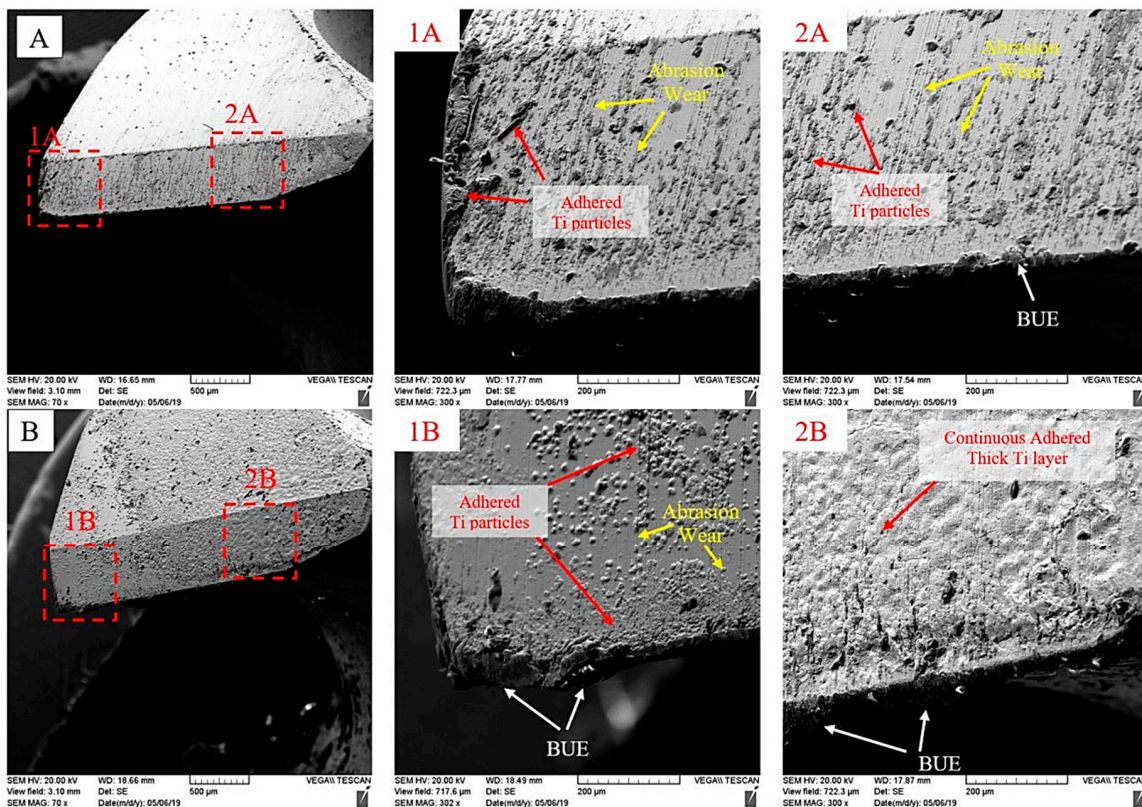 A
1A
2A
1A
Abrasion
Wear
Adhered
Ti particles
2A
Abrasion
Wear
Adhered
Ti particles
BUE
SEM HV: 20.00 kV WD: 16.65 mm
View field: 3.10 mm Det: SE 500 µm
SEM MAG: 70 x Date(m/d/y): 05/06/19 VEGA\\ TESCAN
SEM HV: 20.00 kV WD: 17.77 mm
View field: 722.3 µm Det: SE 200 µm
SEM MAG: 300 x Date(m/d/y): 05/06/19 VEGA\\ TESCAN
SEM HV: 20.00 kV WD: 17.54 mm
View field: 722.3 µm Det: SE 200 µm
SEM MAG: 300 x Date(m/d/y): 05/06/19 VEGA\\ TESCAN
B
1B
2B
1B
Adhered
Ti particles
Abrasion
Wear
BUE
2B
Continuous Adhered
Thick Ti layer
BUE
SEM HV: 20.00 kV WD: 18.66 mm
View field: 3.10 mm Det: SE 500 µm
SEM MAG: 70 x Date(m/d/y): 05/06/19 VEGA\\ TESCAN
SEM HV: 20.00 kV WD: 18.49 mm
View field: 717.6 µm Det: SE 200 µm
SEM MAG: 302 x Date(m/d/y): 05/06/19 VEGA\\ TESCAN
SEM HV: 20.00 kV WD: 17.87 mm
View field: 722.3 µm Det: SE 200 µm
SEM MAG: 300 x Date(m/d/y): 05/06/19 VEGA\\ TESCAN